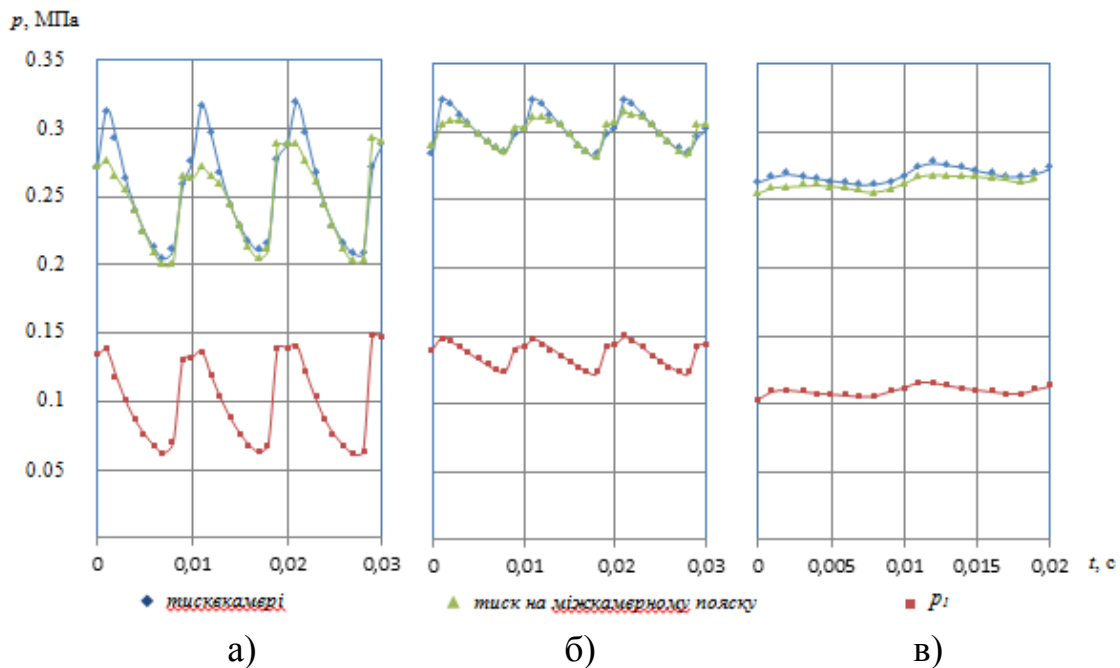 p, МПа
0.35
0.3
0.25
0.2
0.15
0.1
0.05
0 0,01 0,02 0,03
0 0,01 0,02 0,03
0 0,005 0,01 0,015 0,02 t, с
тисквкамері тиск на міжкамерному пояску p1
а) б) в)